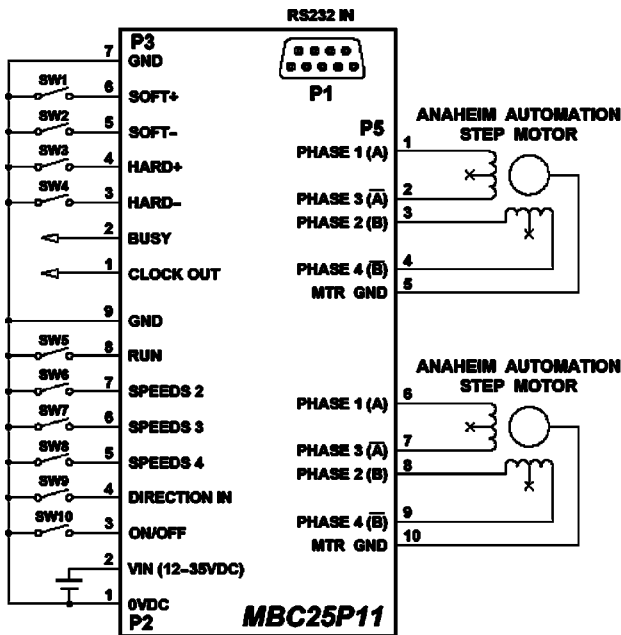 RS232 IN
P3
7 GND
P1
SW1 6 SOFT+
SW2 5 SOFT–
SW3 4 HARD+
SW4 3 HARD–
2 BUSY
1 CLOCK OUT
9 GND
SW5 8 RUN
SW6 7 SPEEDS 2
SW7 6 SPEEDS 3
SW8 5 SPEEDS 4
SW9 4 DIRECTION IN
SW10 3 ON/OFF
2 VIN (12–35VDC)
1 0VDC
P2
MBC25P11
P5
ANAHEIM AUTOMATION
STEP MOTOR
PHASE 1 (A) 1
PHASE 3 (A̅) 2
PHASE 2 (B) 3
PHASE 4 (B̅) 4
MTR GND 5
ANAHEIM AUTOMATION
STEP MOTOR
PHASE 1 (A) 6
PHASE 3 (A̅) 7
PHASE 2 (B) 8
PHASE 4 (B̅) 9
MTR GND 10